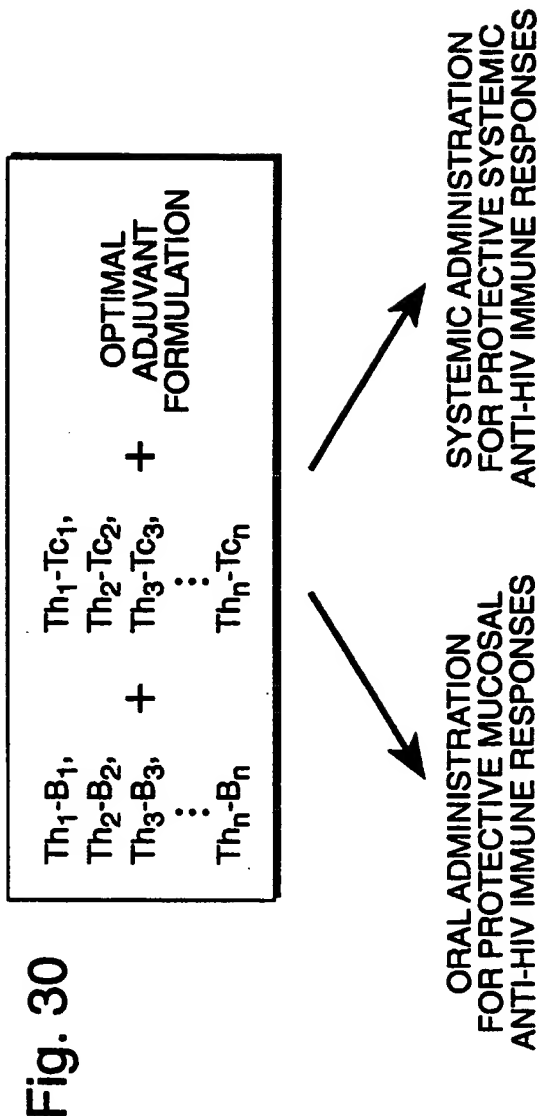 Fig. 30
Th₁-B₁,
Th₂-B₂,
Th₃-B₃,
⋮
Thₙ-Bₙ
+
Th₁-Tc₁,
Th₂-Tc₂,
Th₃-Tc₃,
⋮
Thₙ-Tcₙ
+
OPTIMAL
ADJUVANT
FORMULATION
ORAL ADMINISTRATION
FOR PROTECTIVE MUCOSAL
ANTI-HIV IMMUNE RESPONSES
SYSTEMIC ADMINISTRATION
FOR PROTECTIVE SYSTEMIC
ANTI-HIV IMMUNE RESPONSES